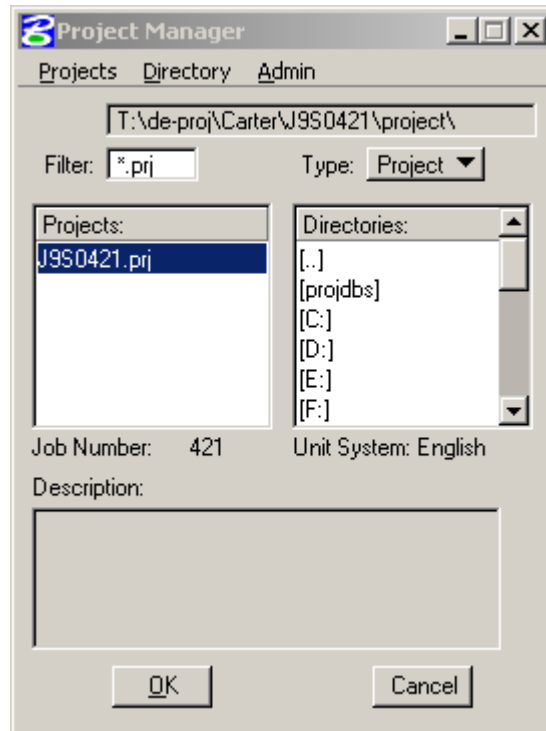 Project Manager
Projects Directory Admin
T:\de-proj\Carter\J9S0421\project\
Filter: *.prj Type: Project
Projects:
J9S0421.prj
Directories:
[..]
[projdbs]
[C:]
[D:]
[E:]
[F:]
Job Number: 421 Unit System: English
Description:
OK Cancel